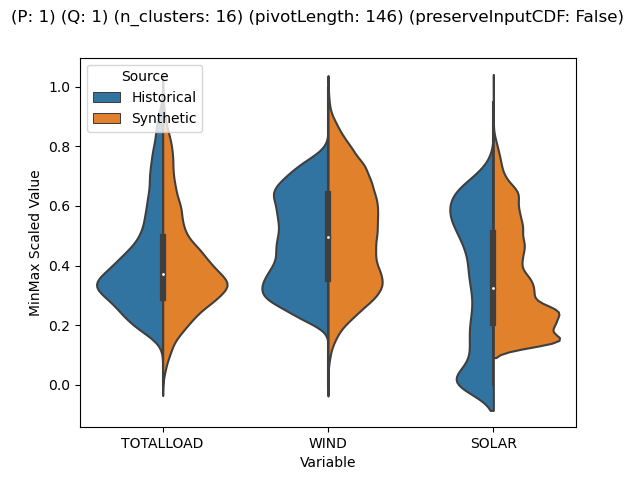 (P: 1) (Q: 1) (n_clusters: 16) (pivotLength: 146) (preserveInputCDF: False)
Source
Historical
Synthetic
1.0
0.8
0.6
0.4
0.2
0.0
MinMax Scaled Value
TOTALLOAD WIND SOLAR
Variable